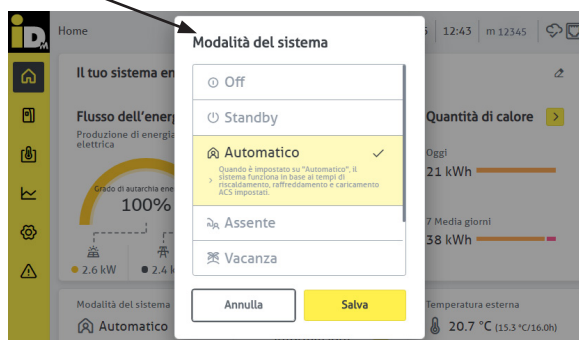 iD.M
Home
12:43
m 12345
Modalità del sistema
Il tuo sistema en
Off
Standby
Automatico
Quando è impostato su "Automatico", il
sistema funziona in base ai tempi di
riscaldamento, raffreddamento e caricamento
ACS impostati.
Assente
Vacanza
Annulla
Salva
Flusso dell'ener
Produzione di energia
elettrica
Grado di autarchia ene
100%
2.6 kW
2.4 k
Quantità di calore
Oggi
21 kWh
7 Media giorni
38 kWh
Modalità del sistema
Automatico
Temperatura esterna
20.7 °C (15.3 °C/16.0h)